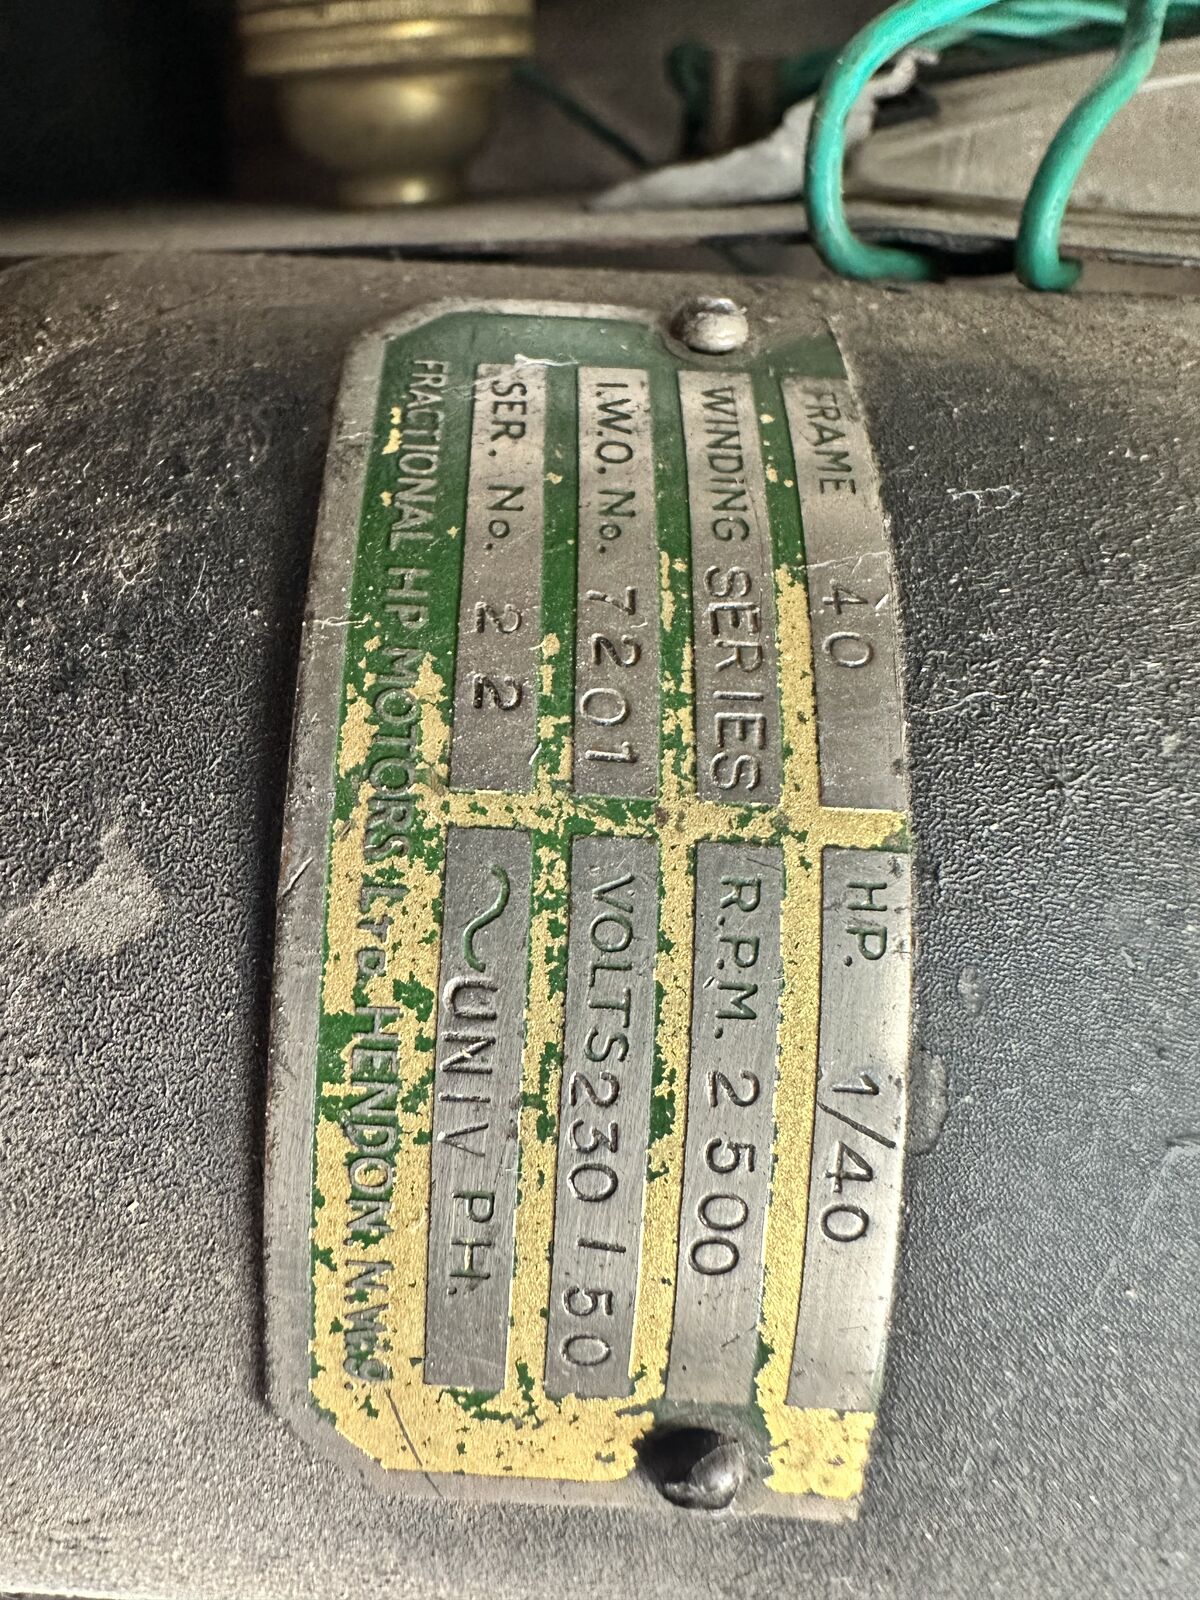 FRAME 40 HP. 1/40
WINDING SERIES R.P.M. 2500
I.W.O. No. 7201 VOLTS 230/50
SER. No. 22 ~ UNIV PH.
FRACTIONAL HP MOTORS LTD. HENDON. N.W.9.